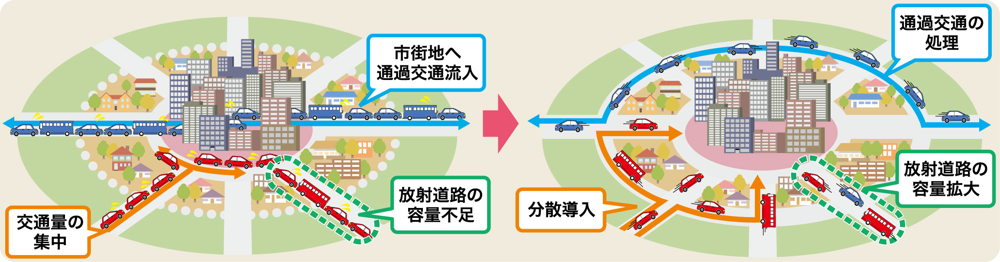 市街地へ
通過交通流入
交通量の
集中
放射道路の
容量不足
通過交通の
処理
分散導入
放射道路の
容量拡大